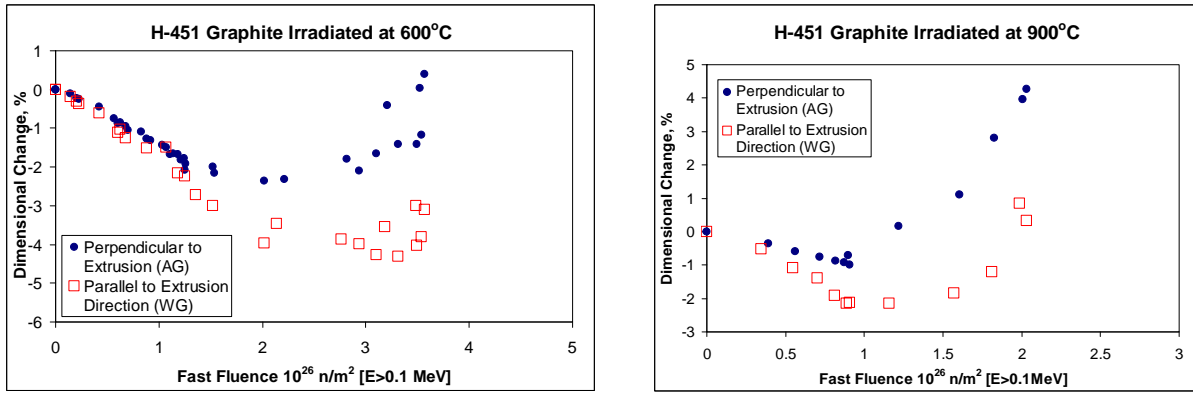 H-451 Graphite Irradiated at 600°C
1
0
-1
-2
-3
-4
-5
-6
Dimensional Change, %
Perpendicular to
Extrusion (AG)
Parallel to Extrusion
Direction (WG)
0 1 2 3 4 5
Fast Fluence 10²⁶ n/m² [E>0.1 MeV]
H-451 Graphite Irradiated at 900°C
5
4
3
2
1
0
-1
-2
-3
Dimensional Change, %
Perpendicular to
Extrusion (AG)
Parallel to Extrusion
Direction (WG)
0 0.5 1 1.5 2 2.5 3
Fast Fluence 10²⁶ n/m² [E>0.1MeV]